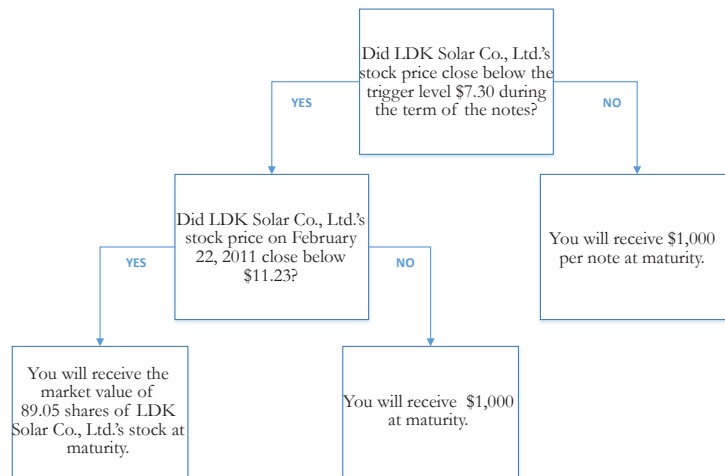 Did LDK Solar Co., Ltd.'s
stock price close below the
trigger level $7.30 during
the term of the notes?
YES
NO
Did LDK Solar Co., Ltd.'s
stock price on February
22, 2011 close below
$11.23?
You will receive $1,000
per note at maturity.
YES
NO
You will receive the
market value of
89.05 shares of LDK
Solar Co., Ltd.'s stock at
maturity.
You will receive $1,000
at maturity.